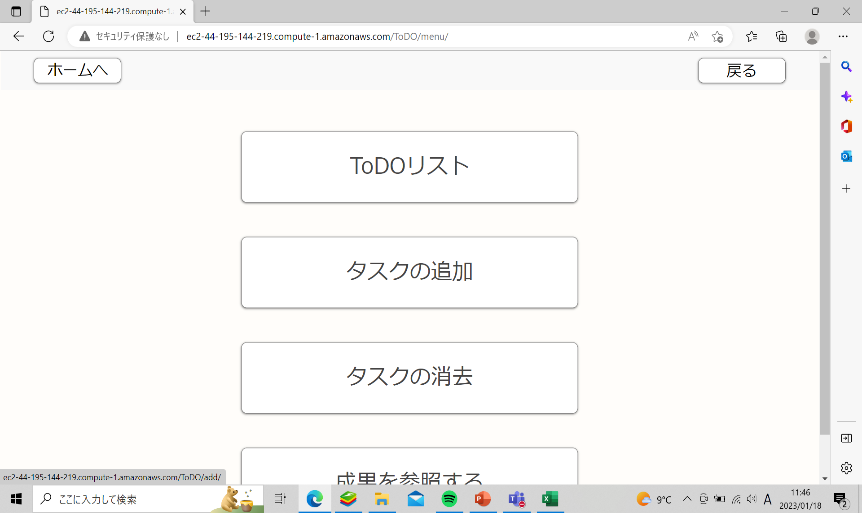 ec2-44-195-144-219.compute-1.
セキュリティ保護なし
ec2-44-195-144-219.compute-1.amazonaws.com/ToDO/menu/
ホームへ
戻る
ToDOリスト
タスクの追加
タスクの消去
成果を参照する
ec2-44-195-144-219.compute-1.amazonaws.com/ToDO/add/
ここに入力して検索
9°C
A
11:46
2023/01/18
2